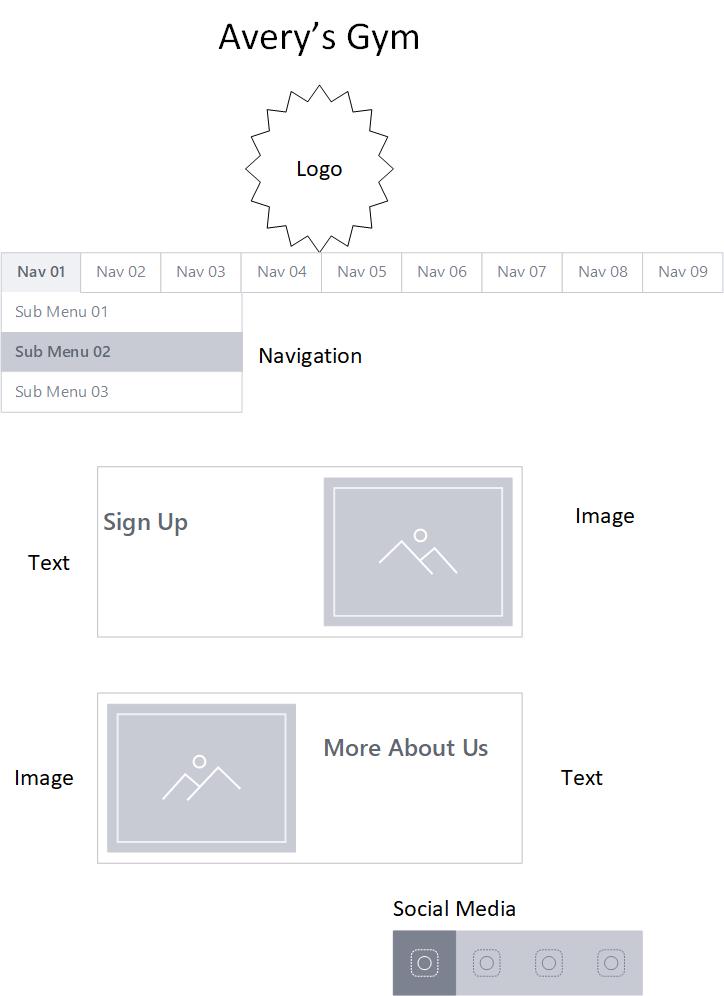 Avery’s Gym
Logo
Nav 01 Nav 02 Nav 03 Nav 04 Nav 05 Nav 06 Nav 07 Nav 08 Nav 09
Sub Menu 01
Sub Menu 02
Navigation
Sub Menu 03
Sign Up
Image
Text
More About Us
Image
Text
Social Media